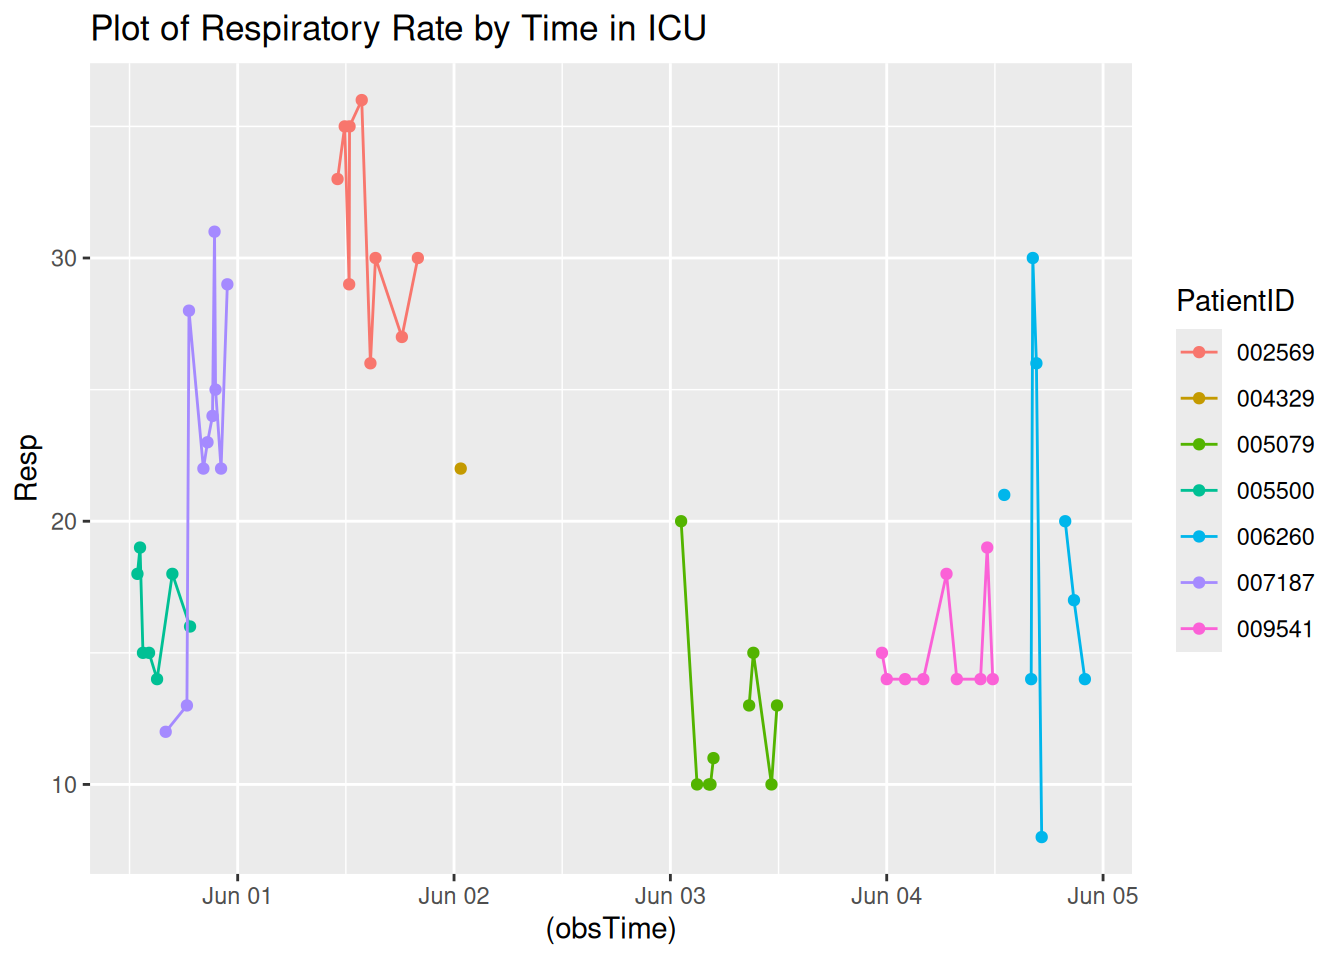 Plot of Respiratory Rate by Time in ICU
Resp
30
20
10
Jun 01 Jun 02 Jun 03 Jun 04 Jun 05
(obsTime)
PatientID
002569
004329
005079
005500
006260
007187
009541